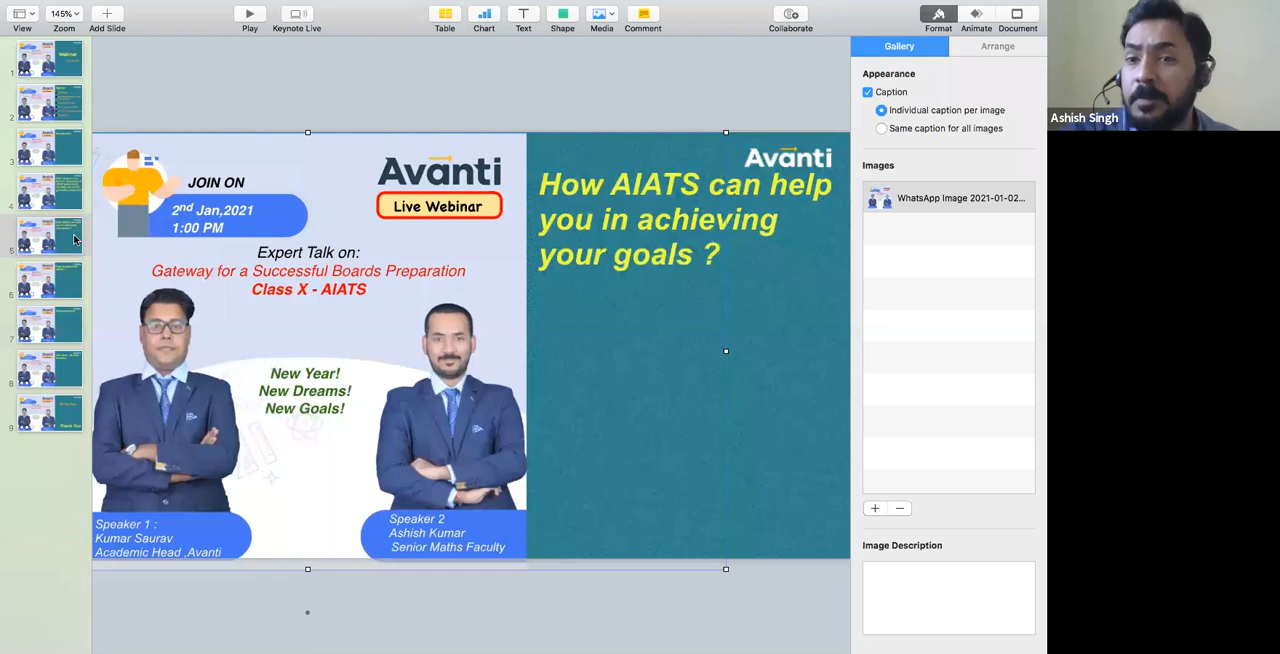 View
145%
Zoom
Add Slide
Play
Keynote Live
Table
Chart
Text
Shape
Media
Comment
Collaborate
Format
Animate
Document
1
2
3
4
5
6
7
8
9
Webinar
Thank You
JOIN ON
2nd Jan,2021
1:00 PM
Avanti
Live Webinar
Expert Talk on:
Gateway for a Successful Boards Preparation
Class X - AIATS
New Year!
New Dreams!
New Goals!
Speaker 1 :
Kumar Saurav
Academic Head ,Avanti
Speaker 2
Ashish Kumar
Senior Maths Faculty
Avanti
How AIATS can help
you in achieving
your goals ?
Gallery
Arrange
Appearance
Caption
Individual caption per image
Same caption for all images
Images
WhatsApp Image 2021-01-02...
+
−
Image Description
Ashish Singh